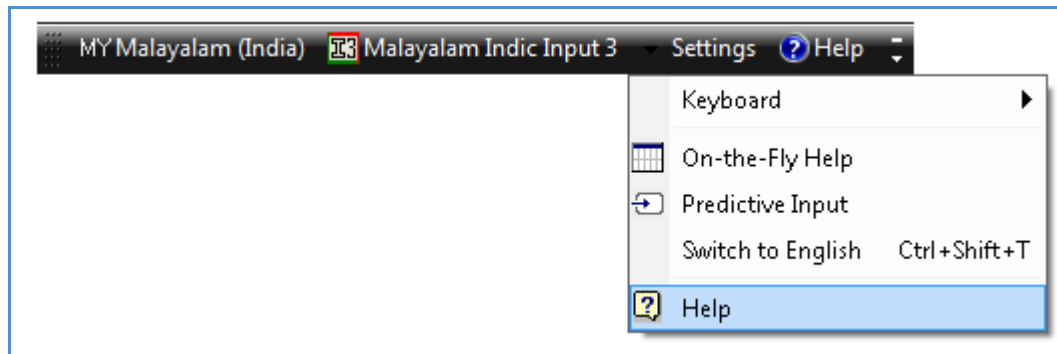 MY Malayalam (India) I3 Malayalam Indic Input 3 Settings ? Help
Keyboard
On-the-Fly Help
Predictive Input
Switch to English Ctrl+Shift+T
? Help